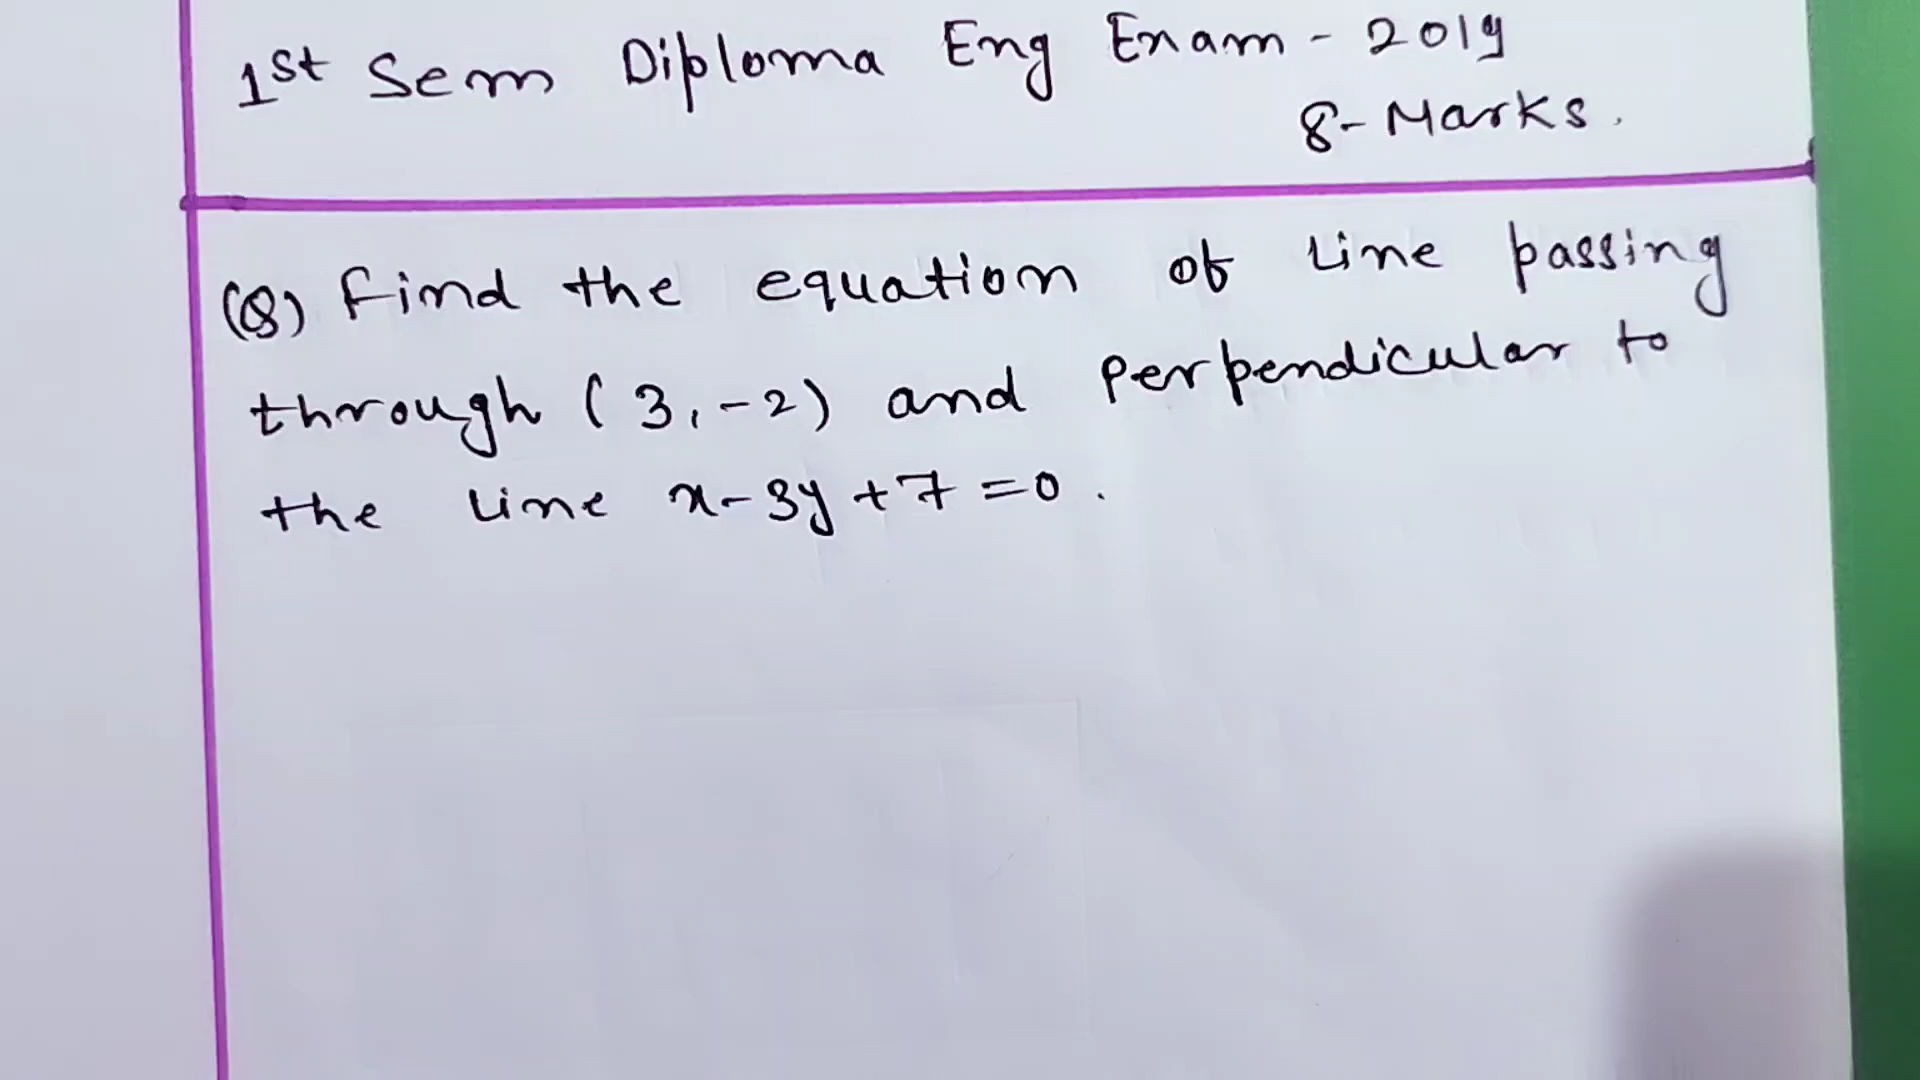 1st Sem Diploma Eng Exam - 2019
8- Marks.
(Q) Find the equation of line passing
through (3,-2) and Perpendicular to
the line x-3y+7=0.